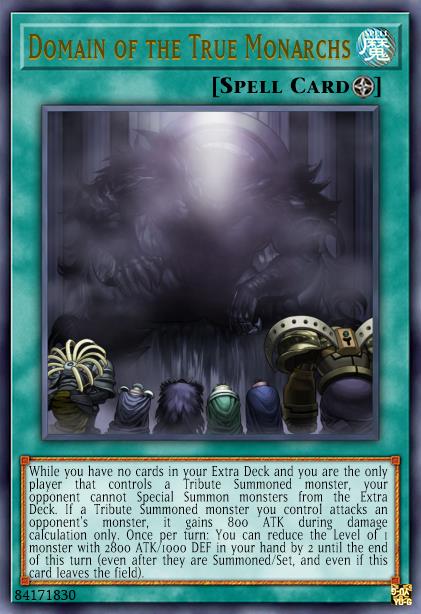 DOMAIN OF THE TRUE MONARCHS
SPELL
魔
[SPELL CARD]
While you have no cards in your Extra Deck and you are the only
player that controls a Tribute Summoned monster, your
opponent cannot Special Summon monsters from the Extra
Deck. If a Tribute Summoned monster you control attacks an
opponent's monster, it gains 800 ATK during damage
calculation only. Once per turn: You can reduce the Level of 1
monster with 2800 ATK/1000 DEF in your hand by 2 until the end
of this turn (even after they are Summoned/Set, and even if this
card leaves the field).
84171830